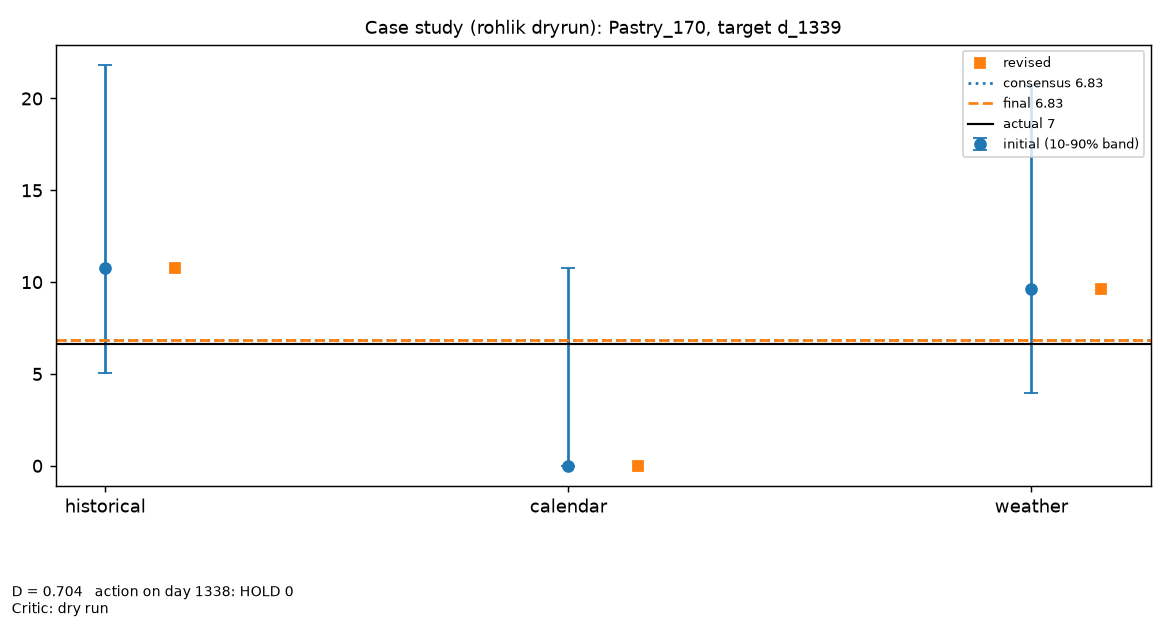 Case study (rohlik dryrun): Pastry_170, target d_1339
revised
consensus 6.83
final 6.83
actual 7
initial (10-90% band)
20
15
10
5
0
historical
calendar
weather
D = 0.704   action on day 1338: HOLD 0
Critic: dry run